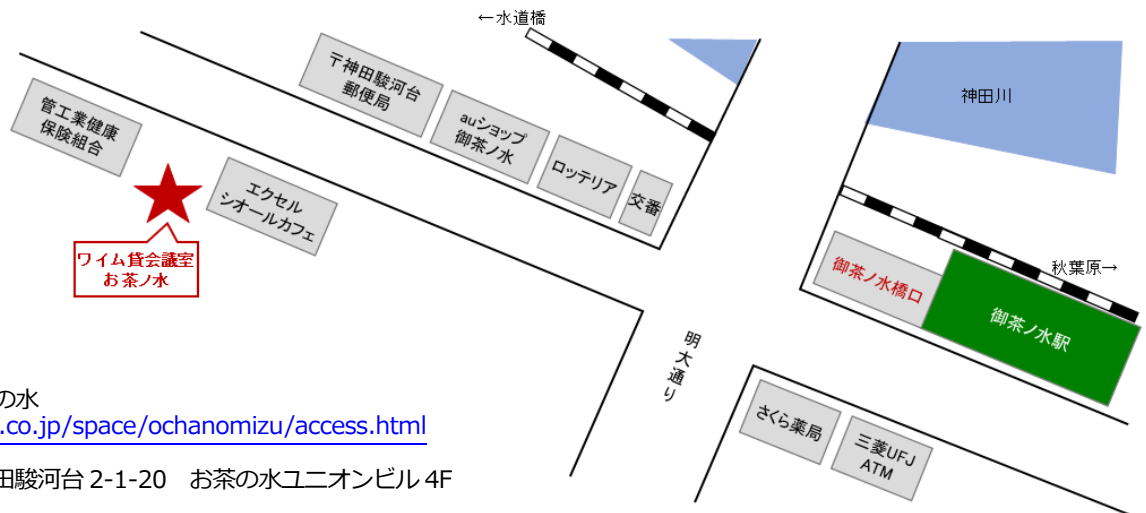 ←水道橋
〒神田駿河台
郵便局
auショップ
御茶ノ水
ロッテリア
交番
管工業健康
保険組合
エクセル
シオールカフェ
ワイム貸会議室
お茶ノ水
神田川
秋葉原→
御茶ノ水橋口
御茶ノ水駅
明大通り
さくら薬局
三菱UFJ
ATM
の水
.co.jp/space/ochanomizu/access.html
田駿河台 2-1-20　お茶の水ユニオンビル 4F